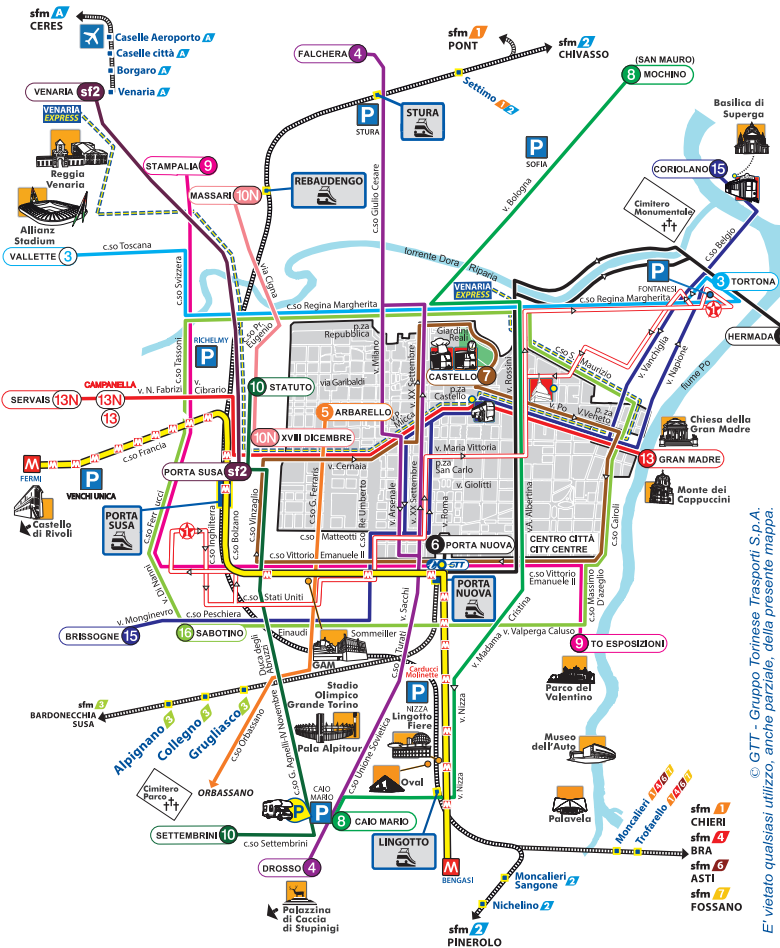 sfm A
CERES
Caselle Aeroporto A
Caselle città A
Borgaro A
Venaria A
VENARIA sf2
VENARIA
EXPRESS
Reggia
Venaria
Allianz
Stadium
VALLETTE 3
FALCHERA 4
sfm 1
PONT
sfm 2
CHIVASSO
Settimo 1 2
(SAN MAURO)
8 MOCHINO
Basilica di
Superga
P
STURA
STURA
P
SOFIA
STAMPALIA 9
MASSARI 10N
REBAUDENGO
CORIOLANO 15
Cimitero
Monumentale
c.so Giulio Cesare
v. Bologna
c.so Belgio
c.so Toscana
c.so Svizzera
via Cigna
torrente Dora Riparia
VENARIA
EXPRESS
P
FONTANESI
3 TORTONA
c.so Regina Margherita
c.so Regina Margherita
HERMADA
c.so Tassoni
c.so Pr.
Eugenio
p.za
Repubblica
v. Milano
v. XX Settembre
Giardini
Real
v. Rossini
c.so S. Maurizio
v. Vanchiglia
v. Napione
fiume Po
RICHELMY
P
v.
Cibrario
via Garibaldi
CASTELLO 7
10 STATUTO
p.za
Castello
CAMPANELLA
SERVAIS 13N
13N
13
v. N. Fabrizi
5 ARBARELLO
v. P.
Micca
v. Po
p. za
V.Veneto
Chiesa della
Gran Madre
10N XVIII DICEMBRE
c.so Francia
PORTA SUSA sf2
v. Cernaia
v. Maria Vittoria
p.za
San Carlo
v. Giolitti
13 GRAN MADRE
Monte dei
Cappuccini
M
FERMI
P
VENCHI UNICA
Castello
di Rivoli
PORTA
SUSA
c.so Ferrucci
c.so Inghilterra
c.so Bolzano
c.so Vinzaglio
c.so G. Ferraris
c.so Re Umberto
v. Arsenale
v. XX Settembre
v. Roma
v.A. Albertina
c.so Cairoli
Matteotti
6 PORTA NUOVA
CENTRO CITTÀ
CITY CENTRE
c.so Vittorio Emanuele II
GTT
PORTA
NUOVA
c.so Vittorio
Emanuele II
v. Di Nanni
c.so Stati Uniti
c.so Peschiera
v. Monginevro
BRISSOGNE 15
16 SABOTINO
Einaudi
Sommeiller
GAM
v. Sacchi
c.so Turati
v. Madama Cristina
v. Valperga Caluso
c.so Massimo
D'azeglio
9 TO ESPOSIZIONI
Parco del
Valentino
Duca degli
Abruzzi
Carducci
Molinette
P
NIZZA
Lingotto
Fiere
v. Nizza
sfm 3
BARDONECCHIA
SUSA
Alpignano 3
Collegno 3
Grugliasco 3
c.so Orbassano
ORBASSANO
Stadio
Olimpico
Grande Torino
Pala Alpitour
c.so G. Agnelli-IV Novembre
c.so Unione Sovietica
Oval
v. Nizza
Museo
dell'Auto
Palavela
Cimitero
Parco
P
CAIO
MARIO
P
8 CAIO MARIO
SETTEMBRINI 10
c.so Settembrini
LINGOTTO
DROSSO 4
M
BENGASI
Palazzina
di Caccia
di Stupinigi
Moncalieri 1 4 6 7
Trofarello 1 4 6 7
Moncalieri
Sangone 2
Nichelino 2
sfm 2
PINEROLO
sfm 1
CHIERI
sfm 4
BRA
sfm 6
ASTI
sfm 7
FOSSANO
© GTT - Gruppo Torinese Trasporti S.p.A.
E' vietato qualsiasi utilizzo, anche parziale, della presente mappa.